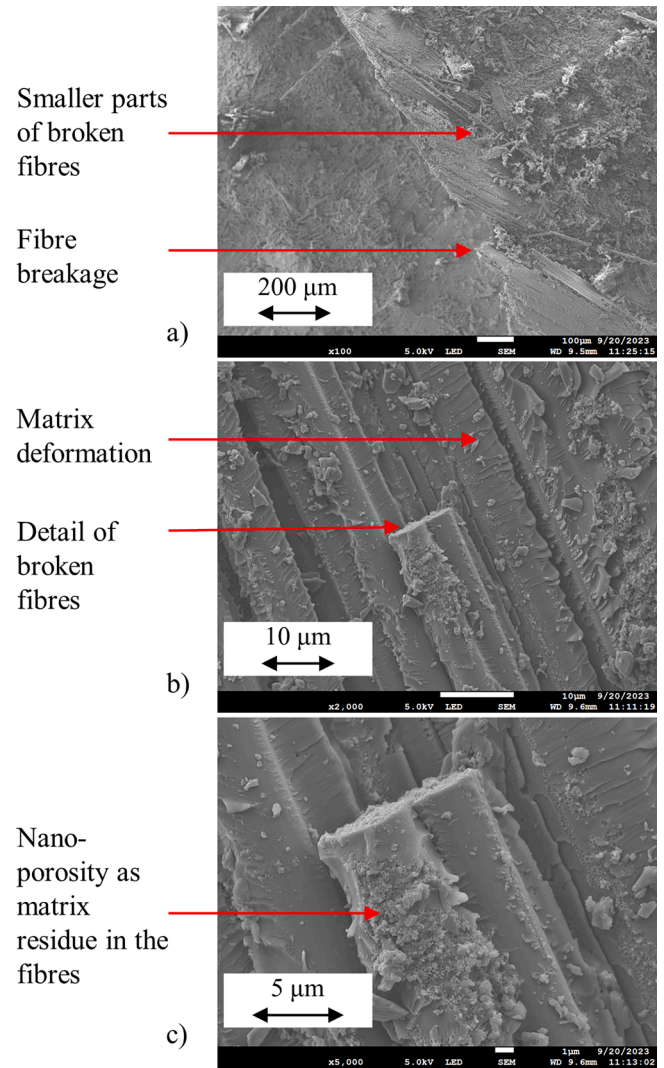 Smaller parts
of broken
fibres
Fibre
breakage
200 μm
a)
100μm 9/20/2023
x100 5.0kV LED SEM WD 9.5mm 11:25:15
Matrix
deformation
Detail of
broken
fibres
10 μm
b)
10μm 9/20/2023
x2,000 5.0kV LED SEM WD 9.6mm 11:11:19
Nano-
porosity as
matrix
residue in the
fibres
5 μm
c)
1μm 9/20/2023
x5,000 5.0kV LED SEM WD 9.6mm 11:13:02